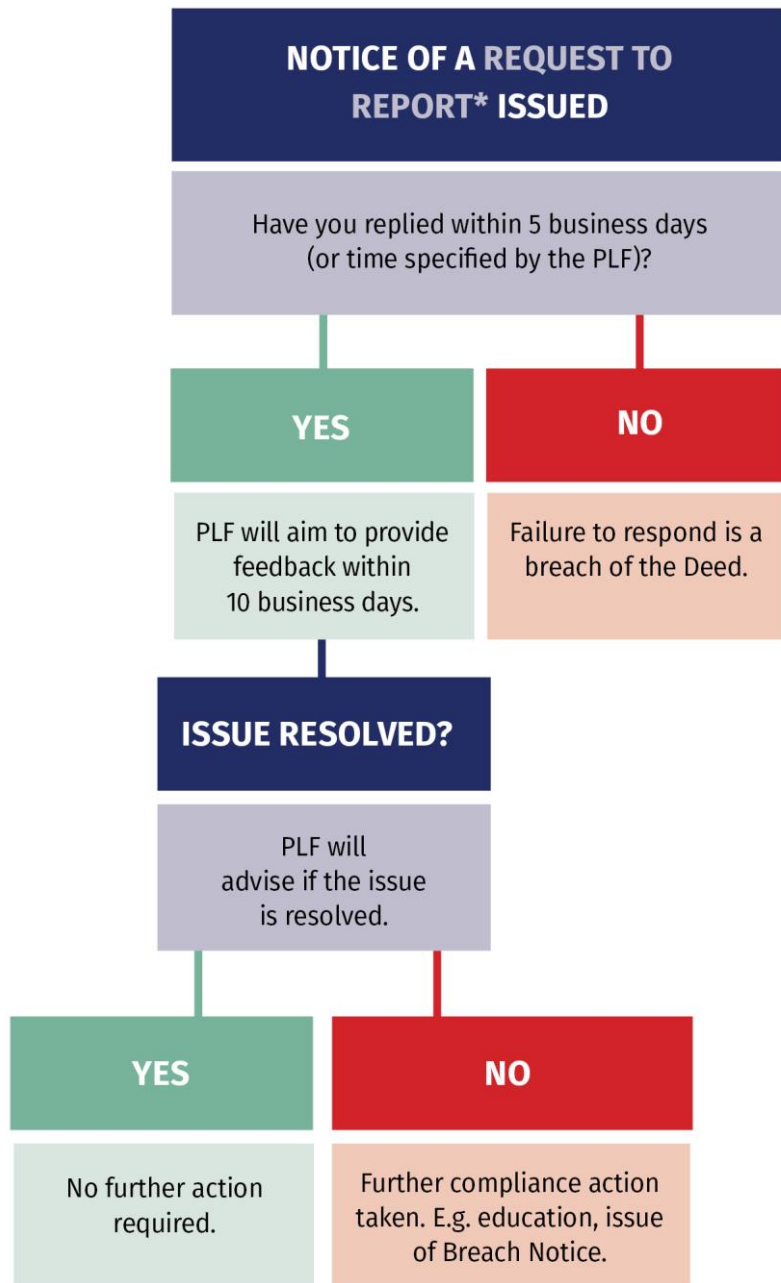 NOTICE OF A REQUEST TO
REPORT* ISSUED
Have you replied within 5 business days
(or time specified by the PLF)?
YES
NO
PLF will aim to provide
feedback within
10 business days.
Failure to respond is a
breach of the Deed.
ISSUE RESOLVED?
PLF will
advise if the issue
is resolved.
YES
NO
No further action
required.
Further compliance action
taken. E.g. education, issue
of Breach Notice.